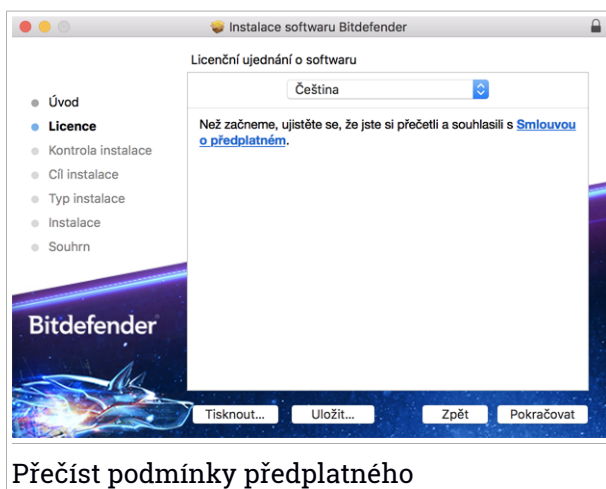 Instalace softwaru Bitdefender
Licenční ujednání o softwaru
Úvod
Licence
Kontrola instalace
Cíl instalace
Typ instalace
Instalace
Souhrn
Čeština
Než začneme, ujistěte se, že jste si přečetli a souhlasili s Smlouvou
o předplatném.
Bitdefender
Tisknout... Uložit... Zpět Pokračovat
Přečíst podmínky předplatného